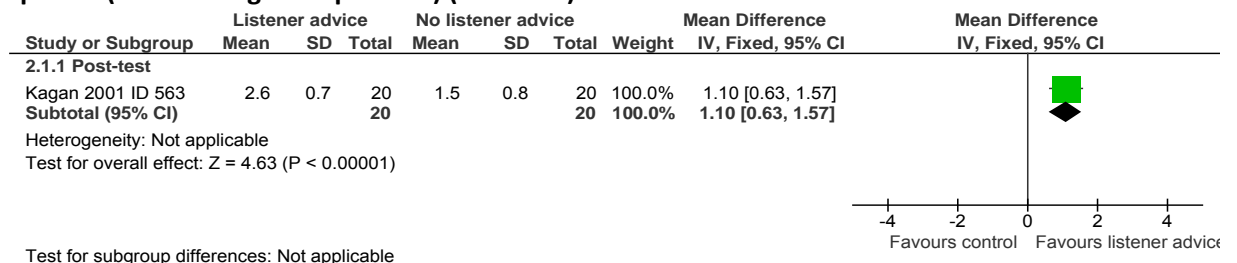 Listener advice No listener advice Mean Difference Mean Difference
Study or Subgroup Mean SD Total Mean SD Total Weight IV, Fixed, 95% CI IV, Fixed, 95% CI
2.1.1 Post-test
Kagan 2001 ID 563 2.6 0.7 20 1.5 0.8 20 100.0% 1.10 [0.63, 1.57]
Subtotal (95% CI) 20 20 100.0% 1.10 [0.63, 1.57]
Heterogeneity: Not applicable
Test for overall effect: Z = 4.63 (P < 0.00001)
-4 -2 0 2 4
Favours control Favours listener advice
Test for subgroup differences: Not applicable